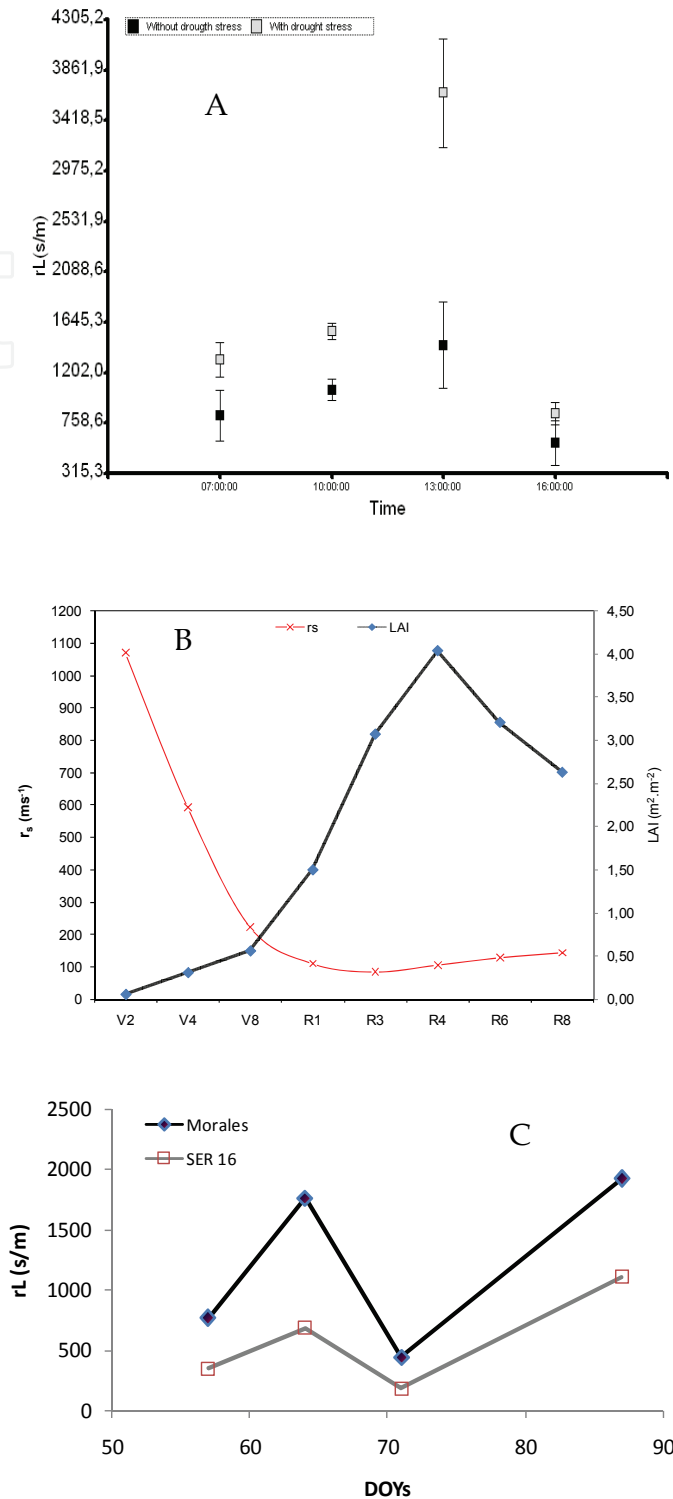 Without drougth stress With drought stress
A
4305,2
3861,9
3418,5
2975,2
2531,9
2088,6
1645,3
1202,0
758,6
315,3
rL(s/m)
07:00:00 10:00:00 13:00:00 16:00:00
Time
B
rs LAI
1200
1100
1000
900
800
700
600
500
400
300
200
100
0
rs (ms-1)
4,50
4,00
3,50
3,00
2,50
2,00
1,50
1,00
0,50
0,00
LAI (m2.m-2)
V2 V4 V8 R1 R3 R4 R6 R8
C
Morales
SER 16
2500
2000
1500
1000
500
0
rL (s/m)
50 60 70 80 90
DOYs